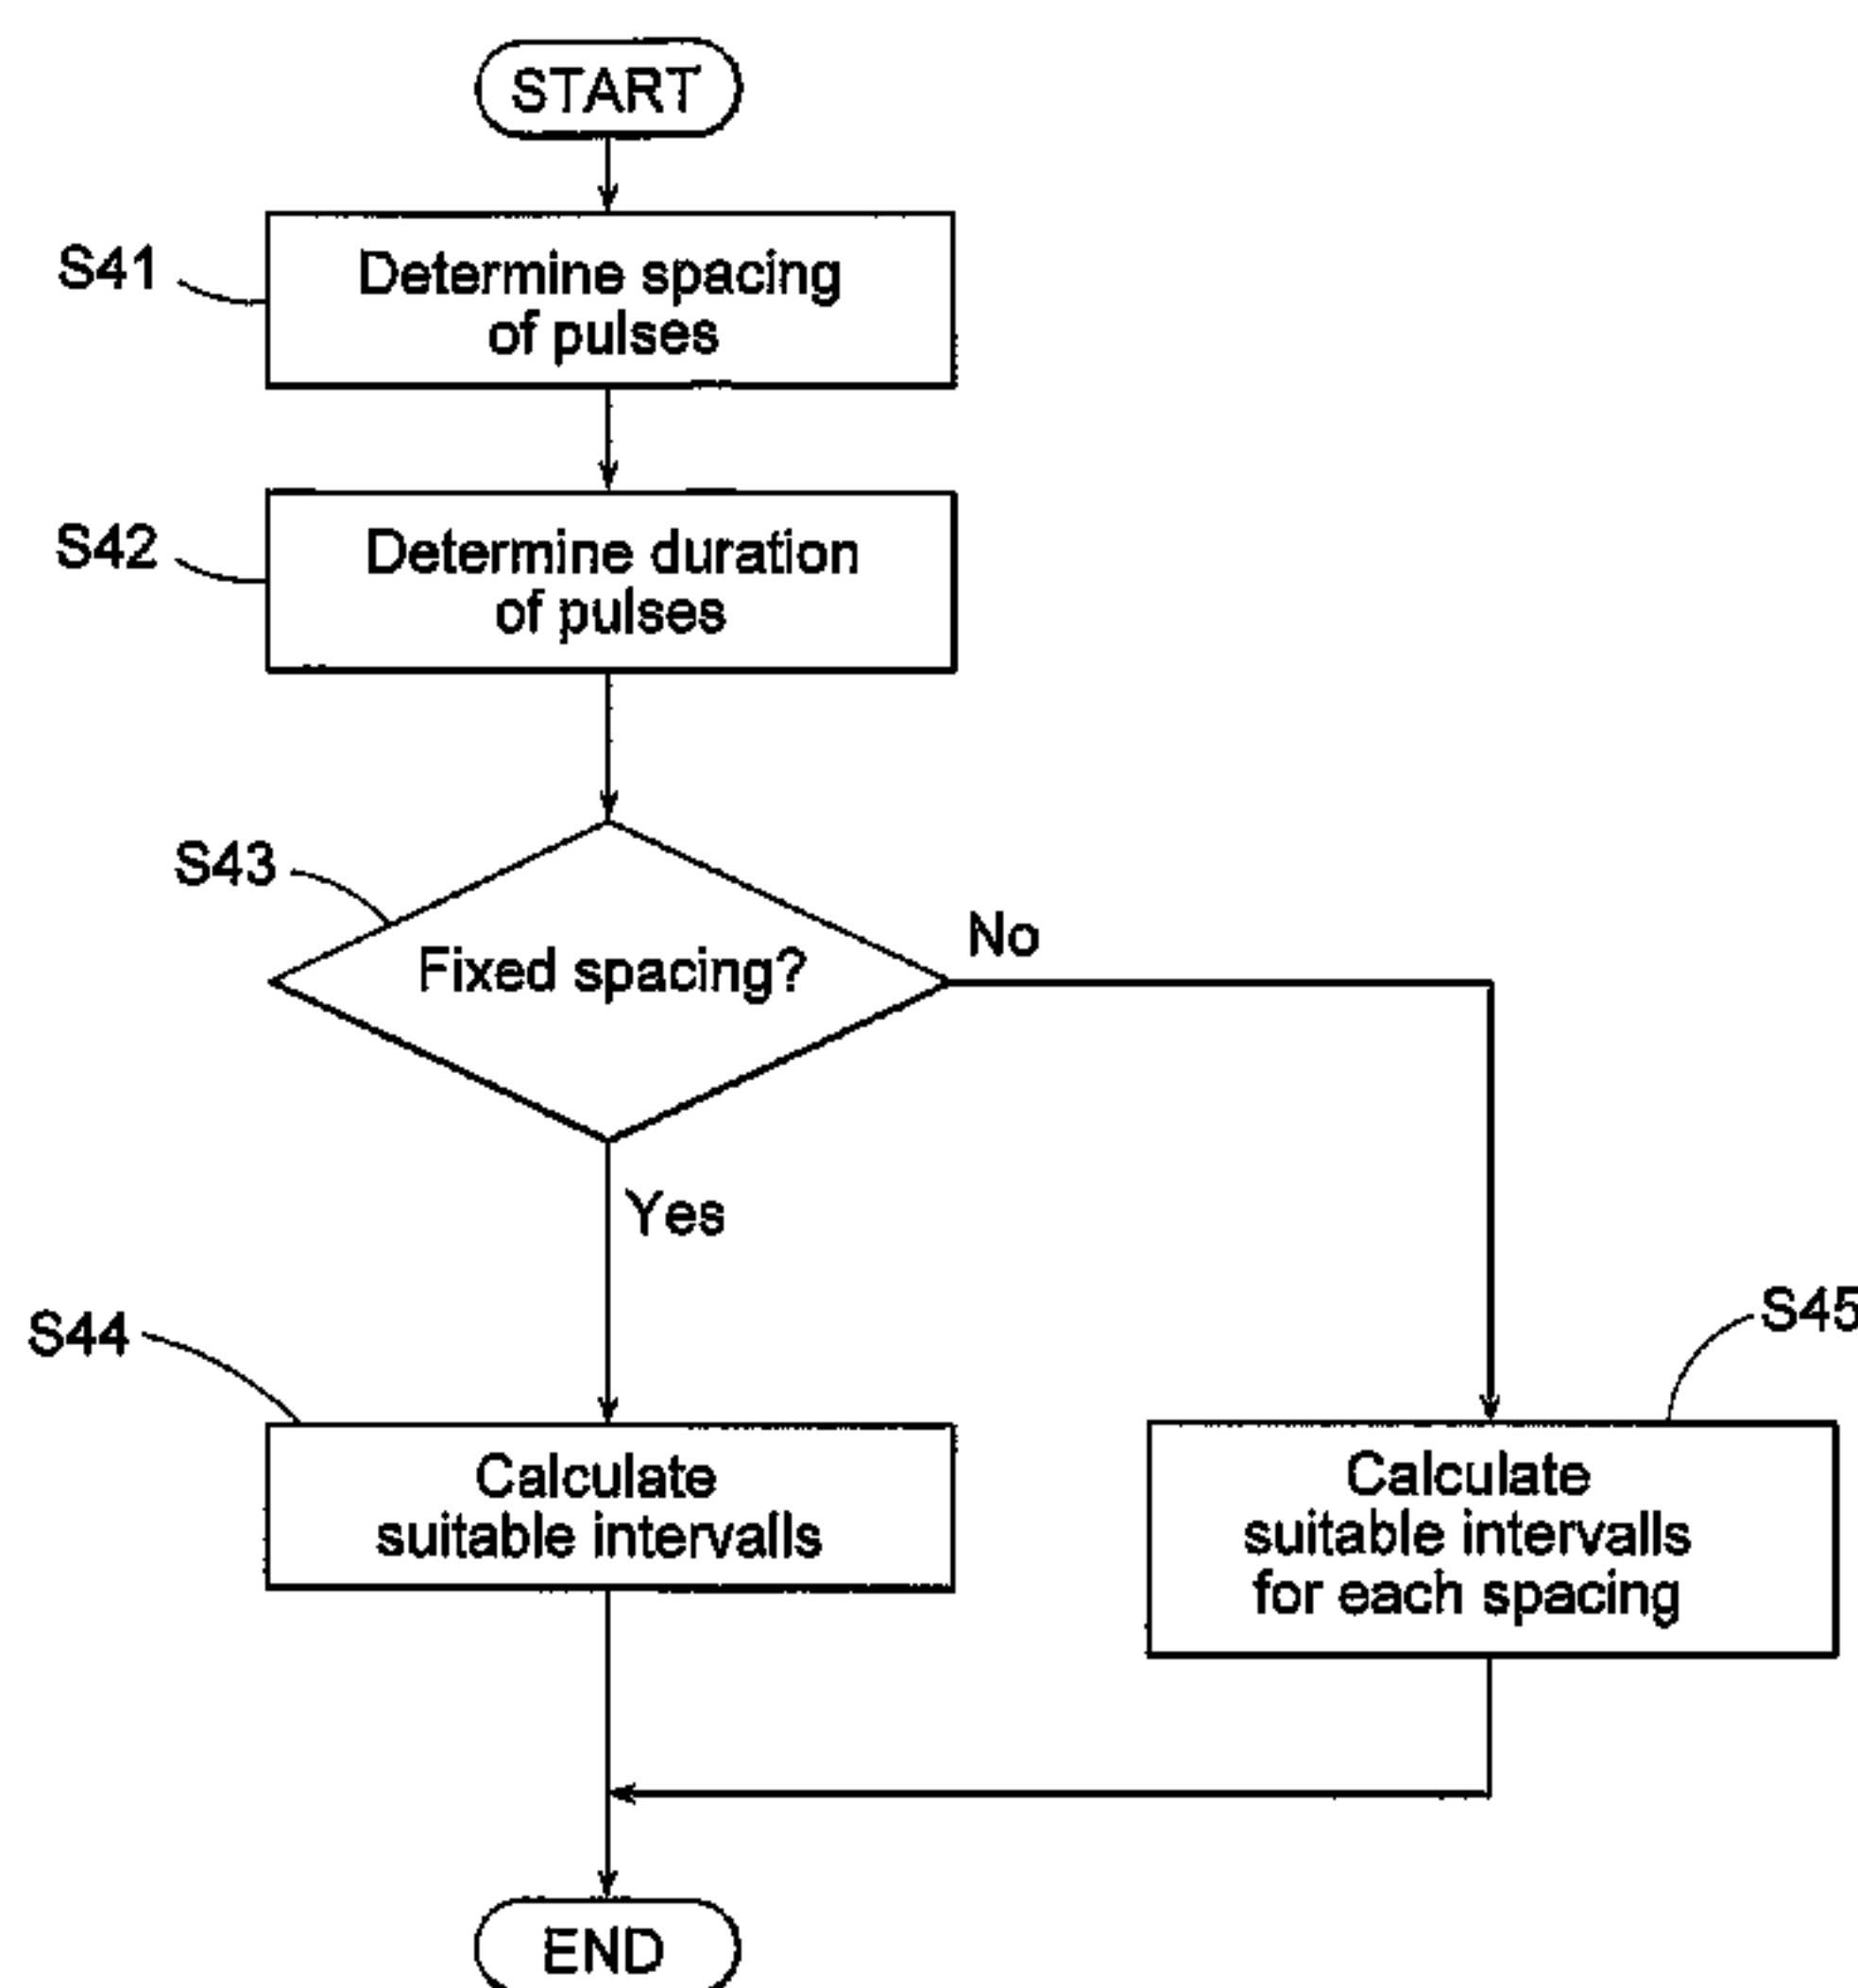 START
S41
Determine spacing
of pulses
S42
Determine duration
of pulses
S43
Fixed spacing?
No
Yes
S44
S45
Calculate
suitable intervalls
Calculate
suitable intervalls
for each spacing
END